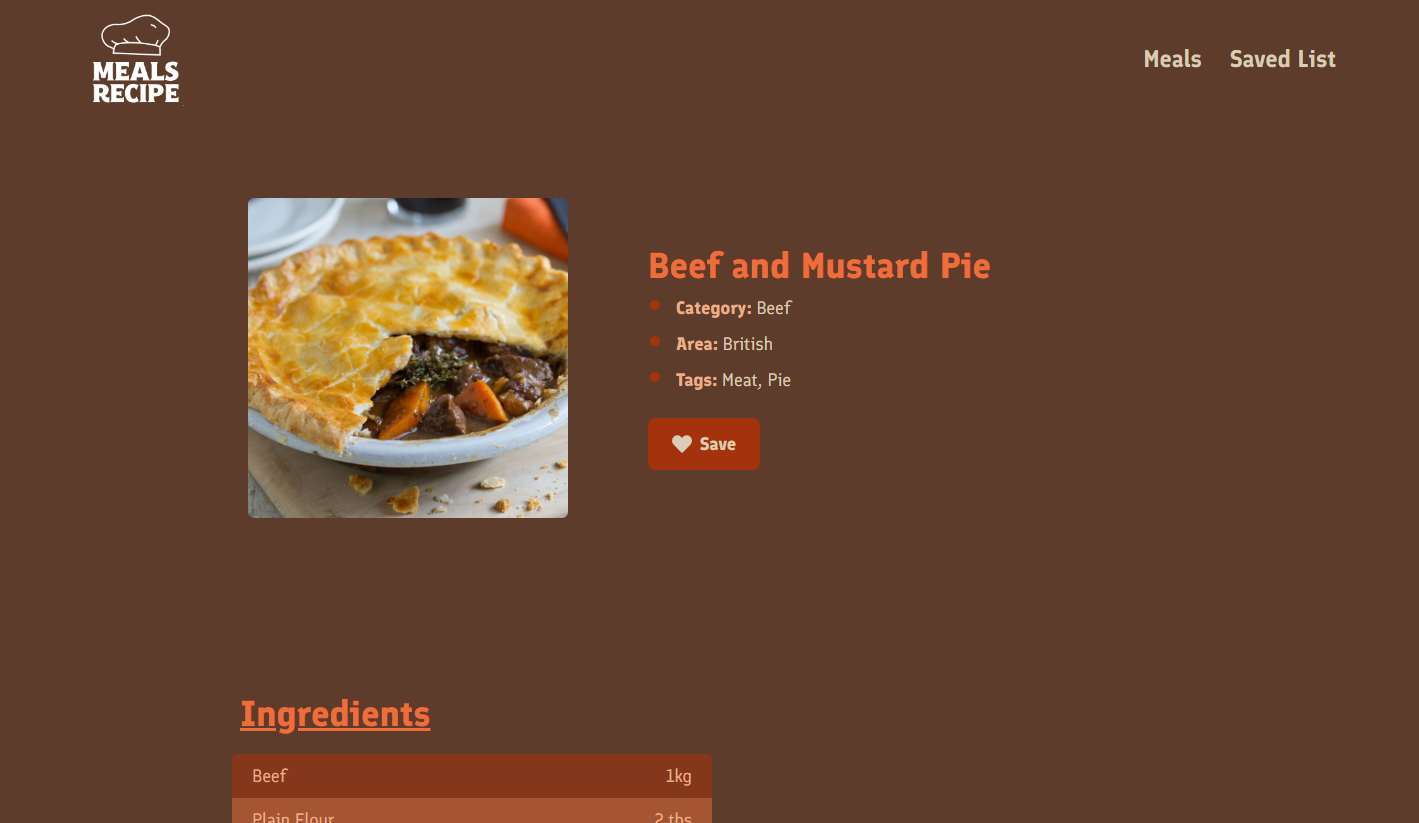 MEALS
RECIPE
Meals Saved List
Beef and Mustard Pie
Category: Beef
Area: British
Tags: Meat, Pie
Save
Ingredients
Beef 1kg
Plain Flour 2 tbs